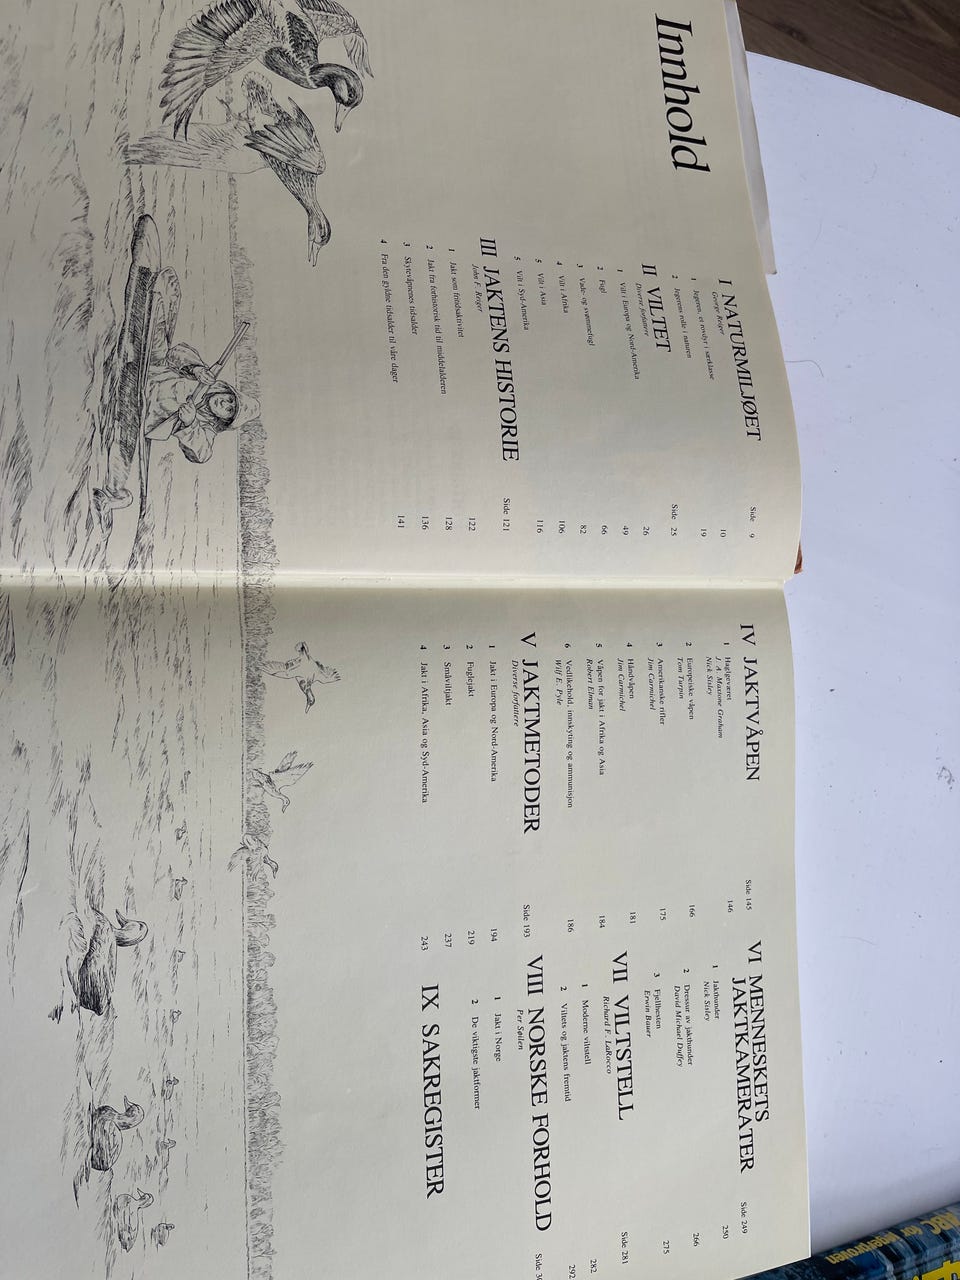 Innhold
I NATURMILJØET Side 9
George Reiger
1 Jegeren, et rovdyr i særklasse 10
2 Jegerens rolle i naturen 19
II VILTET Side 25
Diverse forfattere
1 Vilt i Europa og Nord-Amerika 26
2 Fugl 49
3 Vade- og svømmefugl 66
4 Vilt i Afrika 82
5 Vilt i Asia 106
5 Vilt i Syd-Amerika 116
III JAKTENS HISTORIE Side 121
John F. Reiger
1 Jakt som fritidsaktivitet 122
2 Jakt fra forhistorisk tid til middelalderen 128
3 Skytevåpnenes tidsalder 136
4 Fra den gyldne tidsalder til våre dager 141
IV JAKTVÅPEN Side 145
1 Haglgeværet 146
J. A. Maxtone Graham
Nick Sisley
2 Europeiske våpen 166
Tom Turpin
3 Amerikanske rifler 175
Jim Carmichel
4 Håndvåpen 181
Jim Carmichel
5 Våpen for jakt i Afrika og Asia 184
Robert Elman
6 Vedlikehold, innskyting og ammunisjon 186
Wilf E. Pyle
V JAKTMETODER Side 193
Diverse forfattere
1 Jakt i Europa og Nord-Amerika 194
2 Fuglejakt 219
3 Småviltjakt 237
4 Jakt i Afrika, Asia og Syd-Amerika 243
VI MENNESKETS
JAKTKAMERATER Side 249
1 Jakthunder 250
Nick Sisley
2 Dressur av jakthunder 266
David Michael Duffey
3 Fjellhesten 275
Erwin Bauer
VII VILTSTELL Side 281
Richard F. LaRocco
1 Moderne viltstell 282
2 Viltets og jaktens fremtid 292
VIII NORSKE FORHOLD Side
Per Søilen
1 Jakt i Norge
2 De viktigste jaktformer
IX SAKREGISTER
ABC for jegerprøven